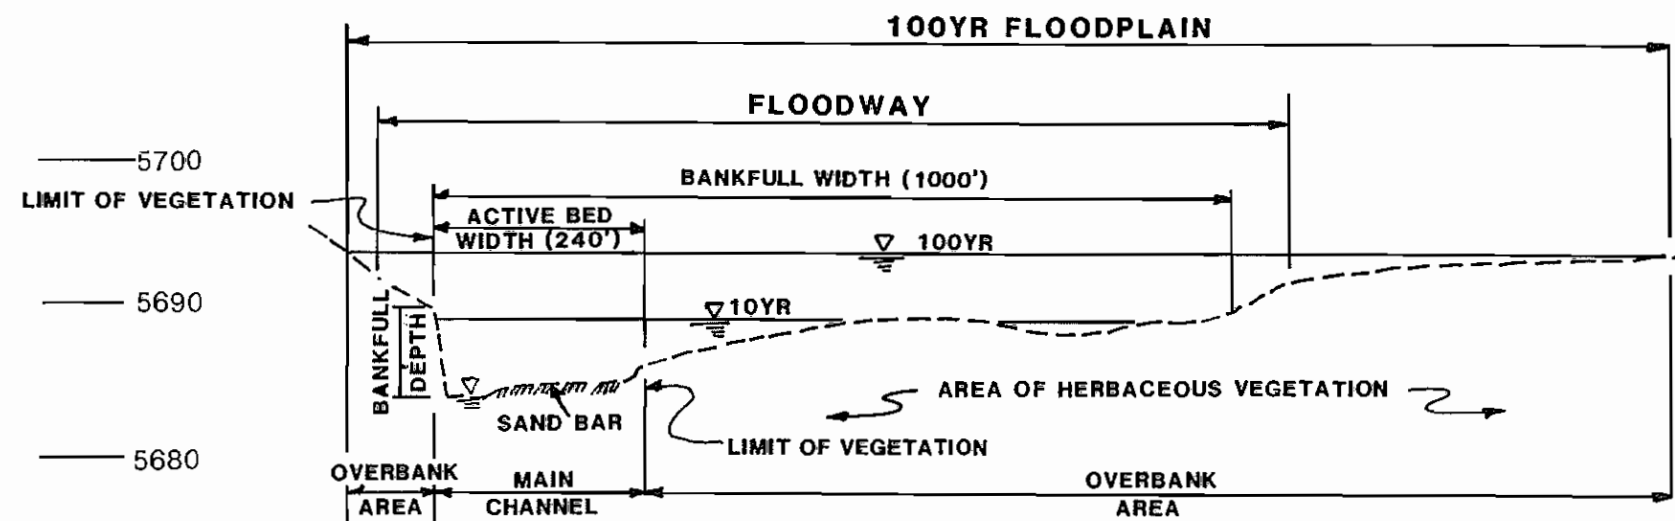 100YR FLOODPLAIN
FLOODWAY
5700
LIMIT OF VEGETATION
BANKFULL WIDTH (1000')
ACTIVE BED
WIDTH (240')
100YR
5690
10YR
BANKFULL
DEPTH
SAND BAR
AREA OF HERBACEOUS VEGETATION
LIMIT OF VEGETATION
5680
OVERBANK
AREA
MAIN
CHANNEL
OVERBANK
AREA